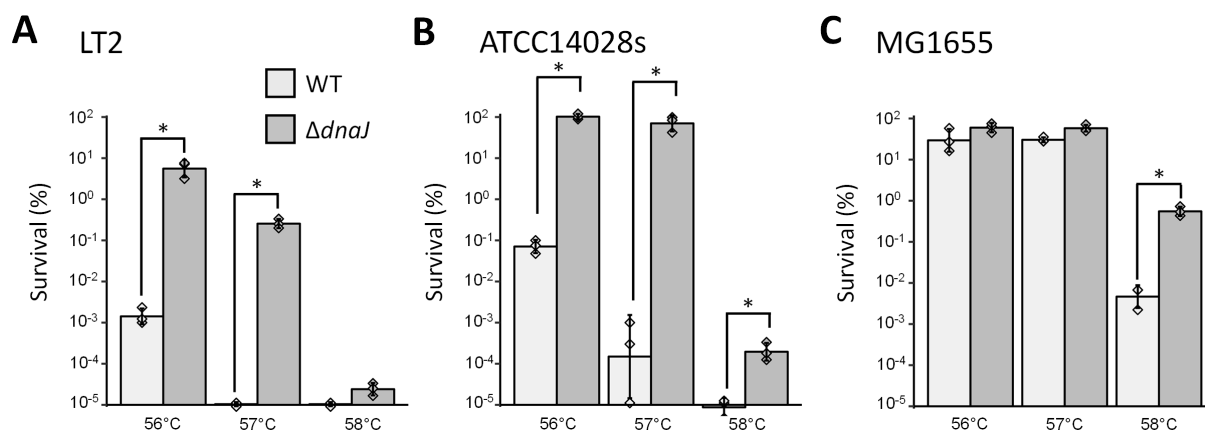 A LT2
WT
ΔdnaJ
Survival (%)
10²
10¹
10⁰
10⁻¹
10⁻²
10⁻³
10⁻⁴
10⁻⁵
*
*
56°C 57°C 58°C
B ATCC14028s
Survival (%)
10²
10¹
10⁰
10⁻¹
10⁻²
10⁻³
10⁻⁴
10⁻⁵
*
*
*
56°C 57°C 58°C
C MG1655
Survival (%)
10²
10¹
10⁰
10⁻¹
10⁻²
10⁻³
10⁻⁴
10⁻⁵
*
56°C 57°C 58°C